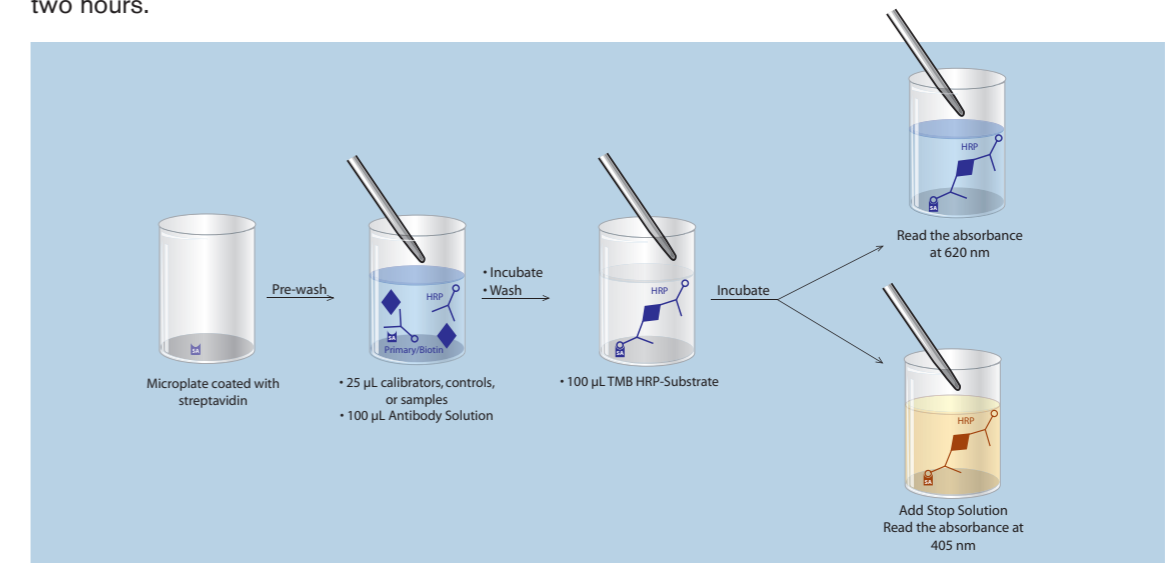 two hours.
SA
Microplate coated with
streptavidin
Pre-wash
HRP
SA
Primary/Biotin
• 25 µL calibrators, controls,
or samples
• 100 µL Antibody Solution
• Incubate
• Wash
HRP
SA
• 100 µL TMB HRP-Substrate
Incubate
HRP
SA
Read the absorbance
at 620 nm
HRP
SA
Add Stop Solution
Read the absorbance at
405 nm